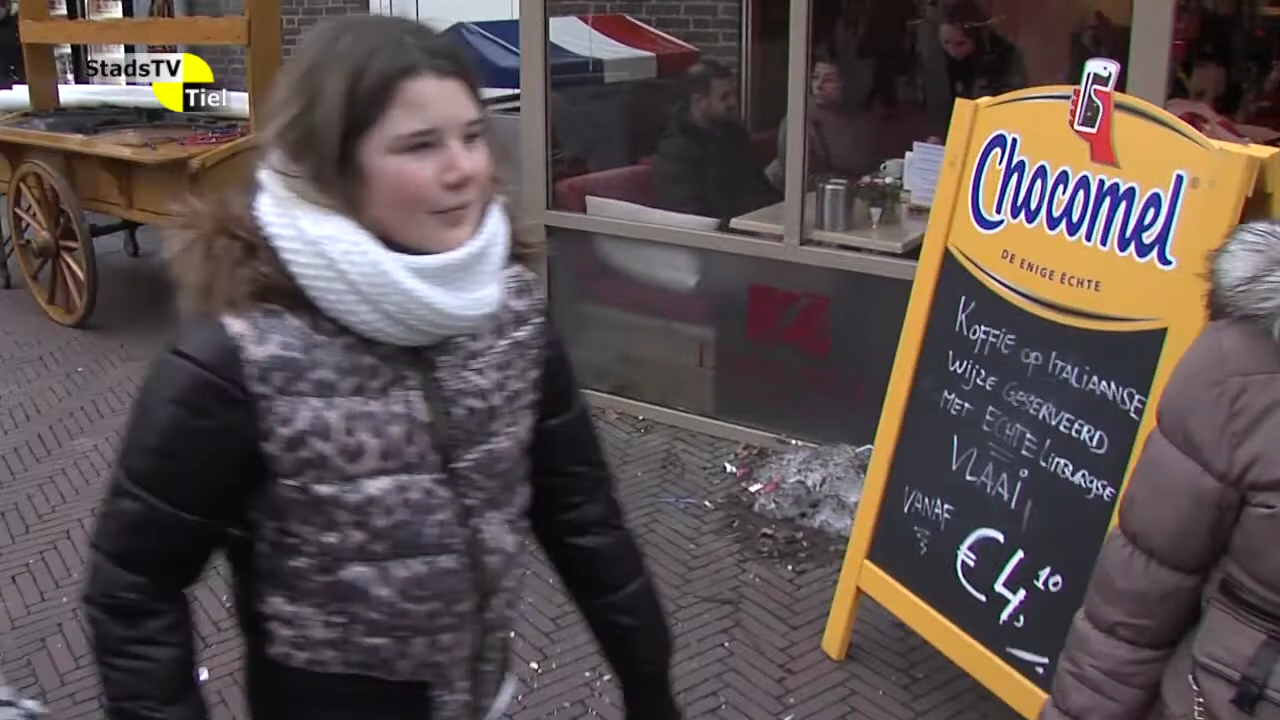 StadsTV
Tiel
Chocomel
DE ENIGE ECHTE
KOFFIE OP ITALIAANSE
WIJZE GESERVEERD
MET ECHTE LIMBURGSE
VLAAI,
VANAF
€4,10